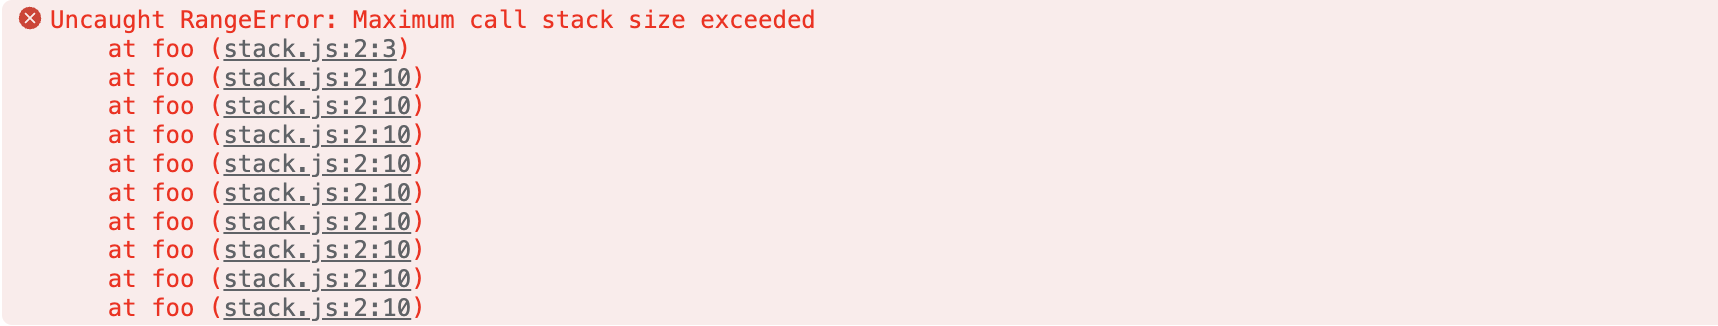 Uncaught RangeError: Maximum call stack size exceeded
at foo (stack.js:2:3)
at foo (stack.js:2:10)
at foo (stack.js:2:10)
at foo (stack.js:2:10)
at foo (stack.js:2:10)
at foo (stack.js:2:10)
at foo (stack.js:2:10)
at foo (stack.js:2:10)
at foo (stack.js:2:10)
at foo (stack.js:2:10)